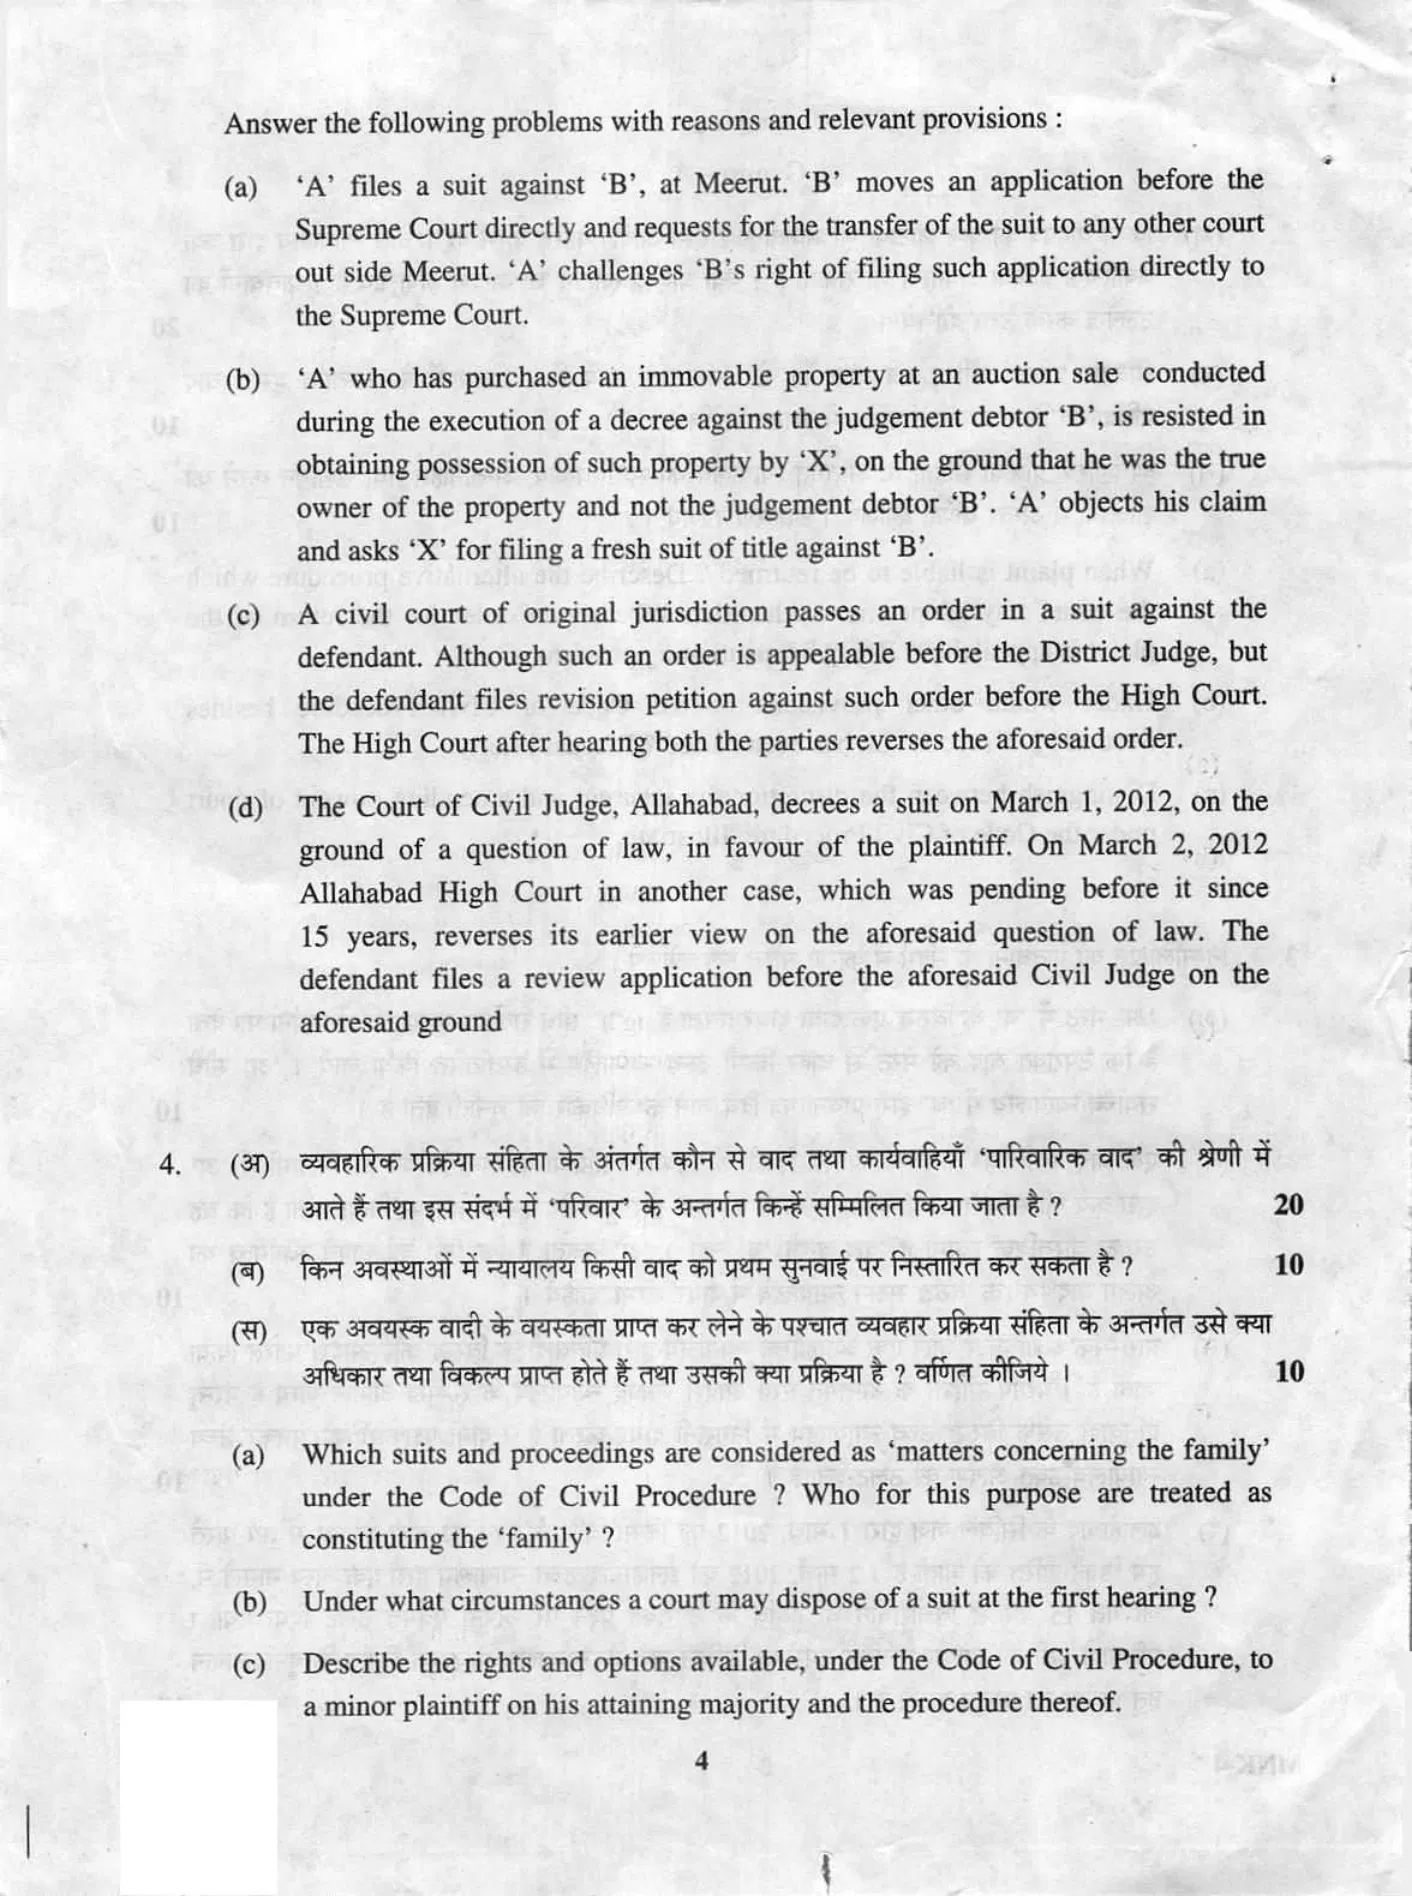 Answer the following problems with reasons and relevant provisions :
(a) 'A' files a suit against 'B', at Meerut. 'B' moves an application before the
Supreme Court directly and requests for the transfer of the suit to any other court
out side Meerut. 'A' challenges 'B's right of filing such application directly to
the Supreme Court.
(b) 'A' who has purchased an immovable property at an auction sale conducted
during the execution of a decree against the judgement debtor 'B', is resisted in
obtaining possession of such property by 'X', on the ground that he was the true
owner of the property and not the judgement debtor 'B'. 'A' objects his claim
and asks 'X' for filing a fresh suit of title against 'B'.
(c) A civil court of original jurisdiction passes an order in a suit against the
defendant. Although such an order is appealable before the District Judge, but
the defendant files revision petition against such order before the High Court.
The High Court after hearing both the parties reverses the aforesaid order.
(d) The Court of Civil Judge, Allahabad, decrees a suit on March 1, 2012, on the
ground of a question of law, in favour of the plaintiff. On March 2, 2012
Allahabad High Court in another case, which was pending before it since
15 years, reverses its earlier view on the aforesaid question of law. The
defendant files a review application before the aforesaid Civil Judge on the
aforesaid ground
4. (अ) व्यवहारिक प्रक्रिया संहिता के अंतर्गत कौन से वाद तथा कार्यवाहियाँ 'पारिवारिक वाद' की श्रेणी में
आते हैं तथा इस संदर्भ में 'परिवार' के अन्तर्गत किन्हें सम्मिलित किया जाता है ? 20
(ब) किन अवस्थाओं में न्यायालय किसी वाद को प्रथम सुनवाई पर निस्तारित कर सकता है ? 10
(स) एक अवयस्क वादी के वयस्कता प्राप्त कर लेने के पश्चात व्यवहार प्रक्रिया संहिता के अन्तर्गत उसे क्या
अधिकार तथा विकल्प प्राप्त होते हैं तथा उसकी क्या प्रक्रिया है ? वर्णित कीजिये । 10
(a) Which suits and proceedings are considered as 'matters concerning the family'
under the Code of Civil Procedure ? Who for this purpose are treated as
constituting the 'family' ?
(b) Under what circumstances a court may dispose of a suit at the first hearing ?
(c) Describe the rights and options available, under the Code of Civil Procedure, to
a minor plaintiff on his attaining majority and the procedure thereof.
4